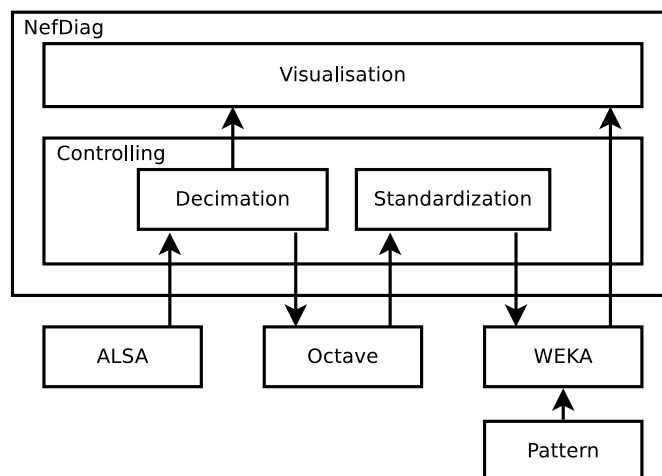 NefDiag
Visualisation
Controlling
Decimation
Standardization
ALSA
Octave
WEKA
Pattern